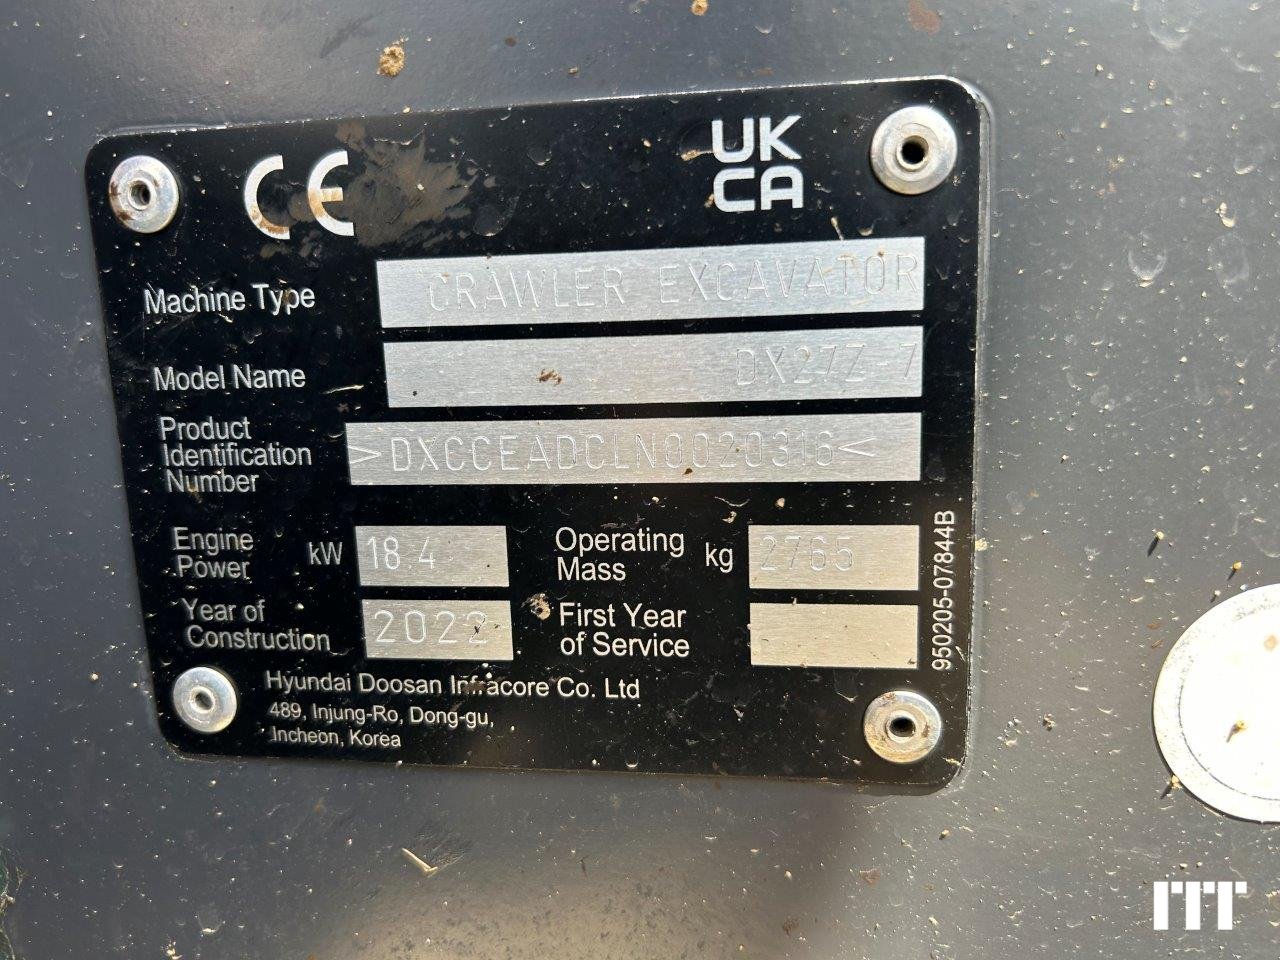 CE
UK
CA
Machine Type CRAWLER EXCAVATOR
Model Name DX27Z 7
Product
Identification
Number >DXCCEADCLN0020316<
Engine
Power kW 18.4
Operating
Mass kg 2765
Year of
Construction 2022
First Year
of Service
950205-07844B
Hyundai Doosan Infracore Co. Ltd
489, Injung-Ro, Dong-gu,
Incheon, Korea